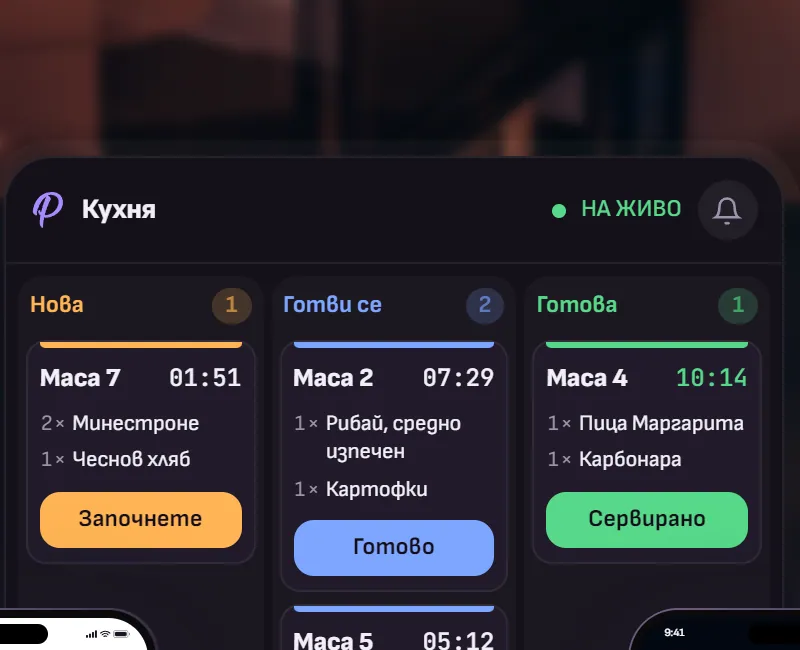 Кухня
НА ЖИВО
Нова 1
Маса 7 01:51
2× Минестроне
1× Чеснов хляб
Започнете
Готви се 2
Маса 2 07:29
1× Рибай, средно
изпечен
1× Картофки
Готово
Маса 5 05:12
Готова 1
Маса 4 10:14
1× Пица Маргарита
1× Карбонара
Сервирано
9:41